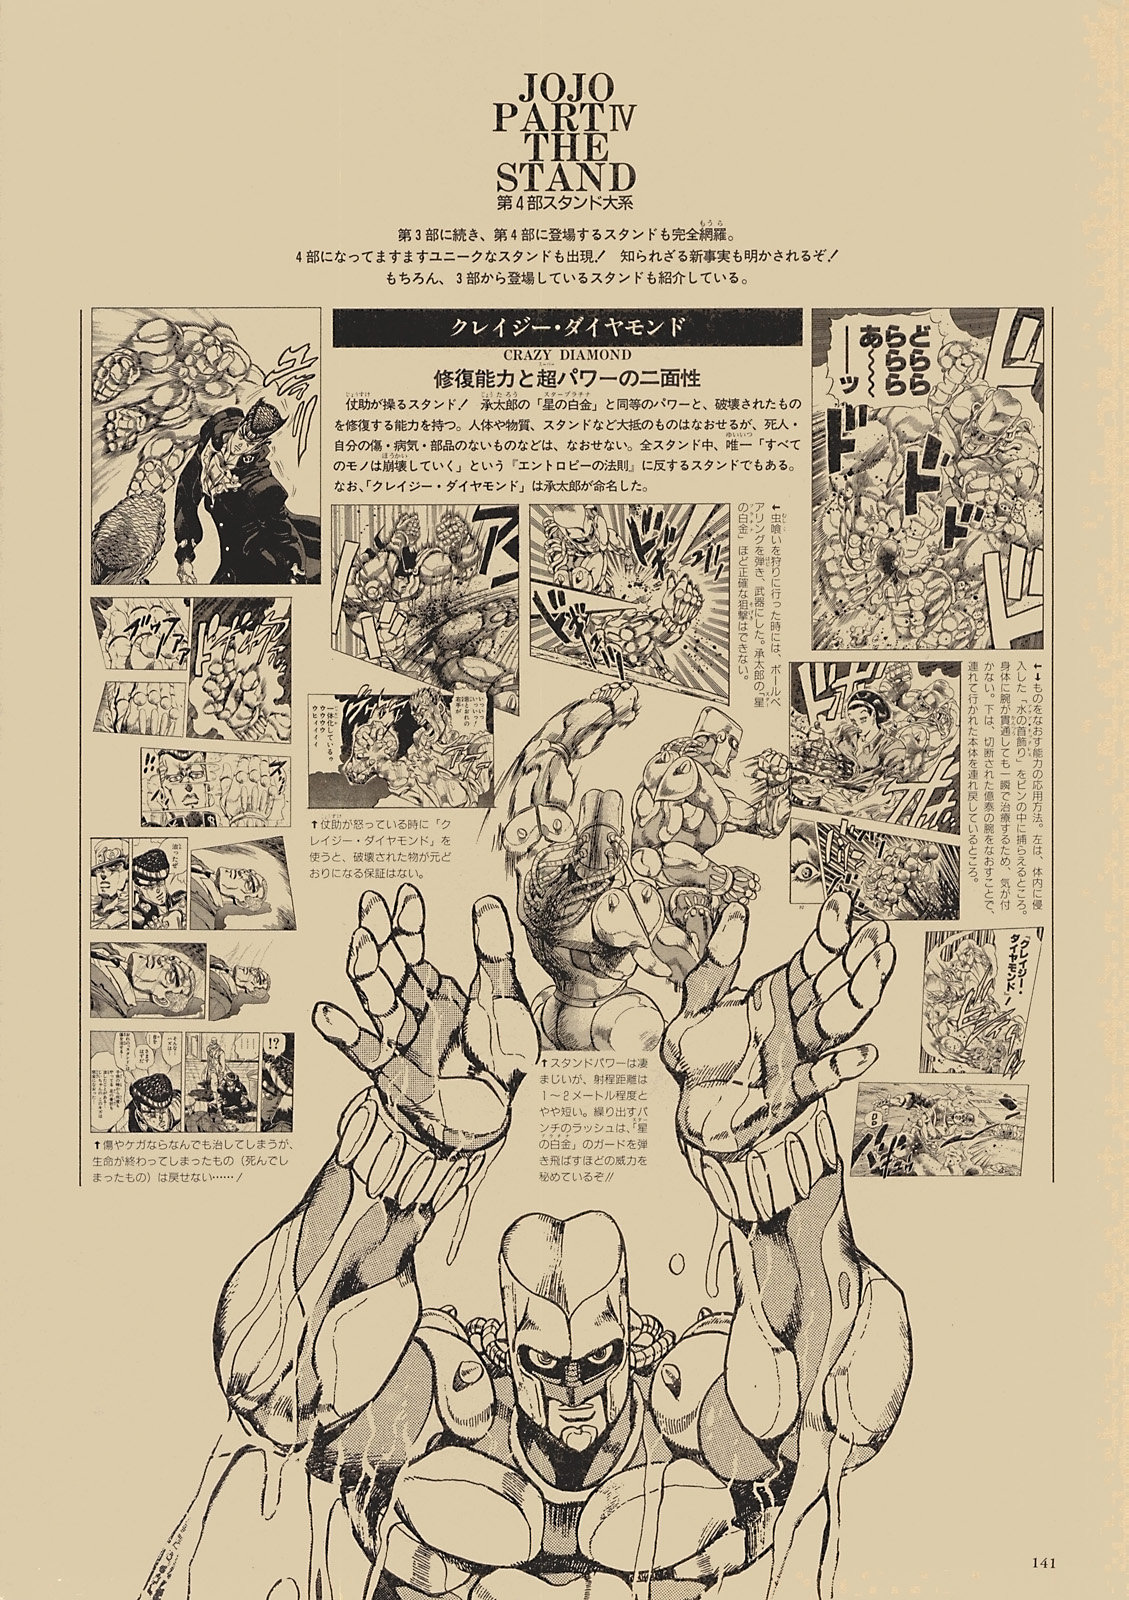 JOJO
PART IV
THE
STAND
第4部スタンド大系
第3部に続き、第4部に登場するスタンドも完全網羅。
4部になってますますユニークなスタンドも出現！ 知られざる新事実も明かされるぞ！
もちろん、3部から登場しているスタンドも紹介している。
クレイジー・ダイヤモンド
CRAZY DIAMOND
修復能力と超パワーの二面性
仗助が操るスタンド！ 承太郎の「星の白金」と同等のパワーと、破壊されたもの
を修復する能力を持つ。人体や物質、スタンドなど大抵のものはなおせるが、死人・
自分の傷・病気・部品のないものなどは、なおせない。全スタンド中、唯一「すべて
のモノは崩壊していく」という『エントロピーの法則』に反するスタンドでもある。
なお、「クレイジー・ダイヤモンド」は承太郎が命名した。
どららら
らららら
あ〜〜〜
――ッ
ドドド
←虫喰いを狩りに行った時には、ボールベ
アリングを弾き、武器にした。承太郎の「星
の白金」ほど正確な狙撃はできない。
←↓ものをなおす能力の応用方法。左は、体内に侵
入した「水の首飾り」をビンの中に捕らえるところ。
身体に腕が貫通しても一瞬で治療するため、気が付
かない。下は、切断された億泰の腕をなおすことで、
連れて行かれた本体を連れ戻しているところ。
一体化している？
ウウウウ
ウヒィイイイ
↑仗助が怒っている時に「ク
レイジー・ダイヤモンド」を
使うと、破壊された物が元ど
おりになる保証はない。
治った…
「クレイジー・
ダイヤモンド」！
!?
↑傷やケガならなんでも治してしまうが、
生命が終わってしまったもの（死んでし
まったもの）は戻せない……！
↑スタンドパワーは凄
まじいが、射程距離は
1〜2メートル程度と
やや短い。繰り出すパ
ンチのラッシュは、「星
の白金」のガードを弾
き飛ばすほどの威力を
秘めているぞ!!
141